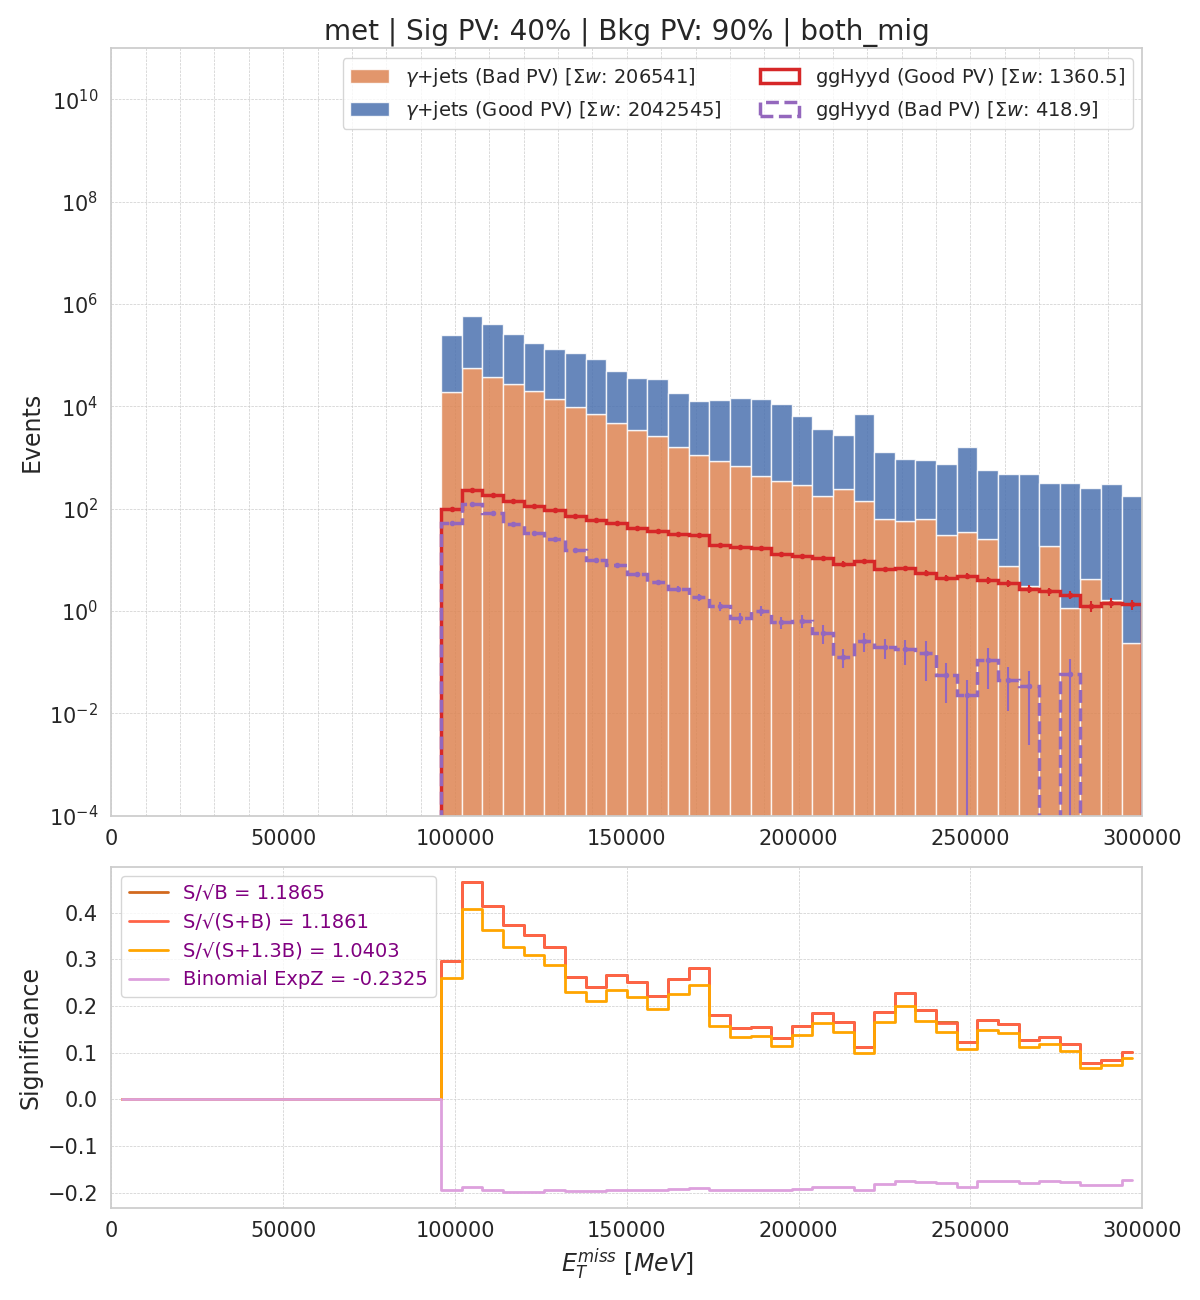 met | Sig PV: 40% | Bkg PV: 90% | both_mig
γ+jets (Bad PV) [Σw: 206541]
γ+jets (Good PV) [Σw: 2042545]
ggHyyd (Good PV) [Σw: 1360.5]
ggHyyd (Bad PV) [Σw: 418.9]
Events
10^10
10^8
10^6
10^4
10^2
10^0
10^−2
10^−4
0 50000 100000 150000 200000 250000 300000
S/√B = 1.1865
S/√(S+B) = 1.1861
S/√(S+1.3B) = 1.0403
Binomial ExpZ = -0.2325
Significance
0.4
0.3
0.2
0.1
0.0
−0.1
−0.2
0 50000 100000 150000 200000 250000 300000
E_T^miss [MeV]